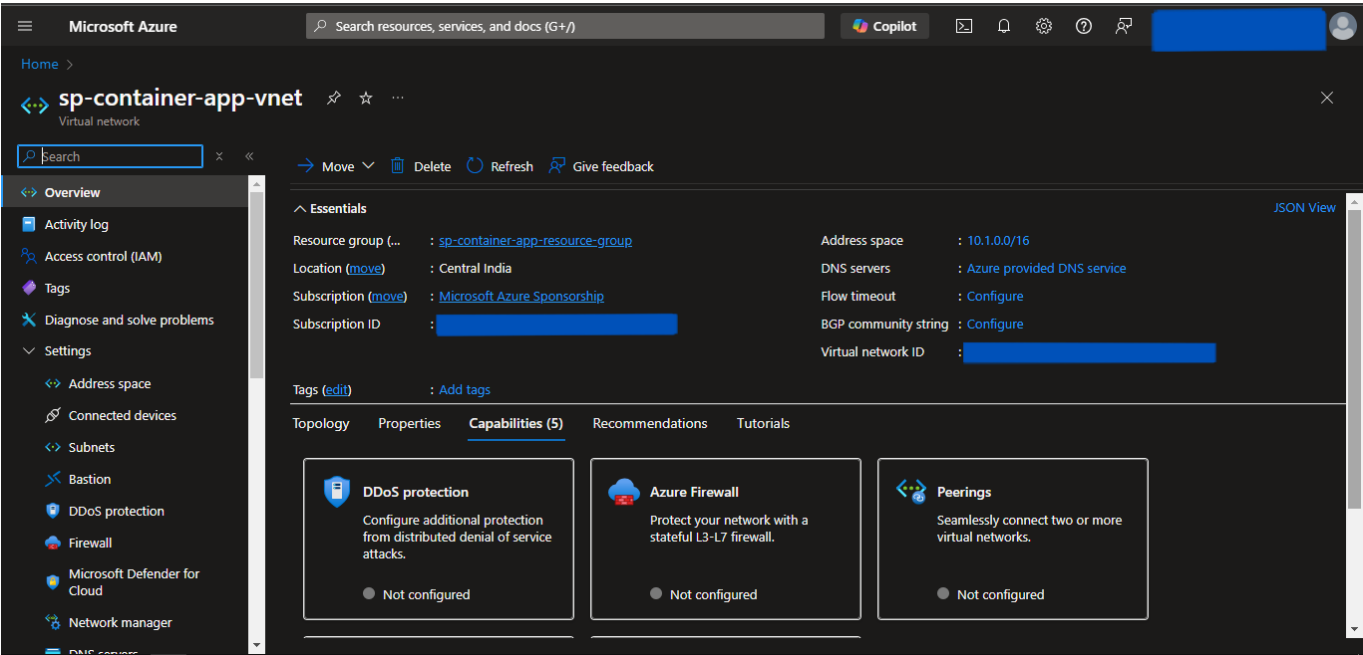 Microsoft Azure
Search resources, services, and docs (G+/)
Copilot
Home >
sp-container-app-vnet
Virtual network
Search
Move
Delete
Refresh
Give feedback
Overview
Activity log
Access control (IAM)
Tags
Diagnose and solve problems
Settings
Address space
Connected devices
Subnets
Bastion
DDoS protection
Firewall
Microsoft Defender for
Cloud
Network manager
DNS servers
Essentials
JSON View
Resource group (... : sp-container-app-resource-group
Location (move) : Central India
Subscription (move) : Microsoft Azure Sponsorship
Subscription ID :
Address space : 10.1.0.0/16
DNS servers : Azure provided DNS service
Flow timeout : Configure
BGP community string : Configure
Virtual network ID :
Tags (edit) : Add tags
Topology Properties Capabilities (5) Recommendations Tutorials
DDoS protection
Configure additional protection
from distributed denial of service
attacks.
Not configured
Azure Firewall
Protect your network with a
stateful L3-L7 firewall.
Not configured
Peerings
Seamlessly connect two or more
virtual networks.
Not configured